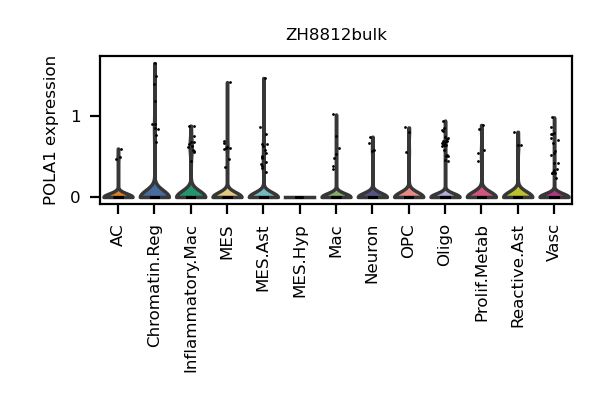 ZH8812bulk
POLA1 expression
1
0
AC
Chromatin.Reg
Inflammatory.Mac
MES
MES.Ast
MES.Hyp
Mac
Neuron
OPC
Oligo
Prolif.Metab
Reactive.Ast
Vasc